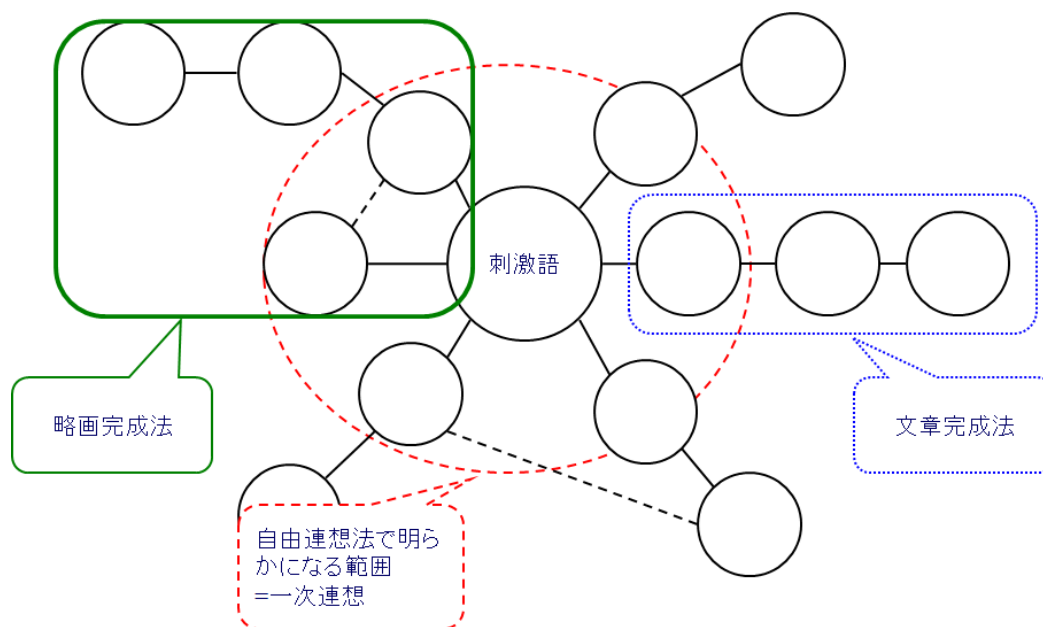 刺激語
略画完成法
文章完成法
自由連想法で明ら
かになる範囲
=一次連想